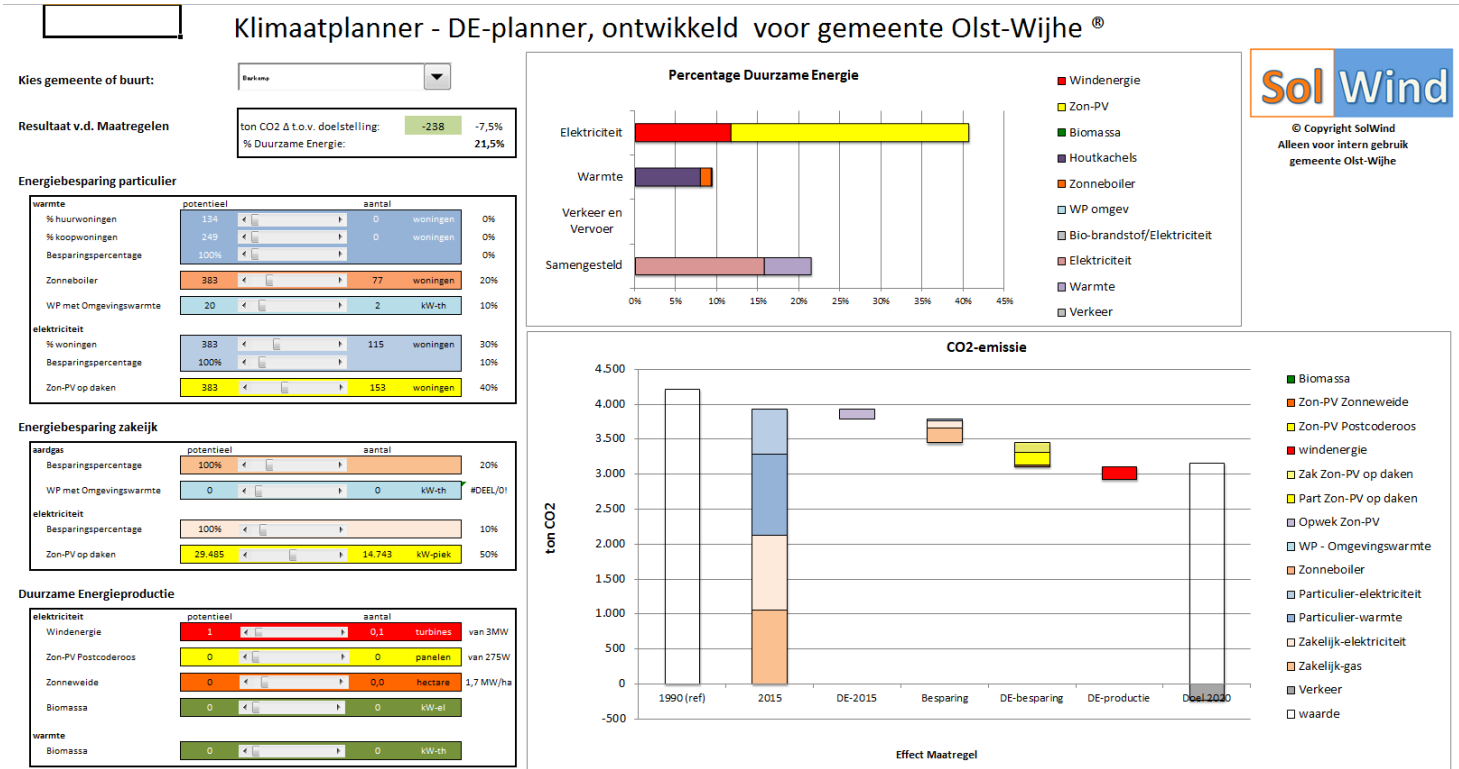 Klimaatplanner - DE-planner, ontwikkeld voor gemeente Olst-Wijhe ®
Kies gemeente of buurt:
Resultaat v.d. Maatregelen
ton CO2 Δ t.o.v. doelstelling: -238 -7,5%
% Duurzame Energie: 21,5%
Energiebesparing particulier
warmte potentieel aantal
% huurwoningen 134 0 woningen 0%
% koopwoningen 249 0 woningen 0%
Besparingspercentage 100% 0%
Zonneboiler 383 77 woningen 20%
WP met Omgevingswarmte 20 2 kW-th 10%
elektriciteit
% woningen 383 115 woningen 30%
Besparingspercentage 100% 10%
Zon-PV op daken 383 153 woningen 40%
Energiebesparing zakeijk
aardgas potentieel aantal
Besparingspercentage 100% 20%
WP met Omgevingswarmte 0 0 kW-th #DEEL/0!
elektriciteit
Besparingspercentage 100% 10%
Zon-PV op daken 29.485 14.743 kW-piek 50%
Duurzame Energieproductie
elektriciteit potentieel aantal
Windenergie 1 0,1 turbines van 3MW
Zon-PV Postcoderoos 0 0 panelen van 275W
Zonneweide 0 0,0 hectare 1,7 MW/ha
Biomassa 0 0 kW-el
warmte
Biomassa 0 0 kW-th
Percentage Duurzame Energie
Elektriciteit
Warmte
Verkeer en
Vervoer
Samengesteld
0% 5% 10% 15% 20% 25% 30% 35% 40% 45%
Windenergie
Zon-PV
Biomassa
Houtkachels
Zonneboiler
WP omgev
Bio-brandstof/Elektriciteit
Elektriciteit
Warmte
Verkeer
Sol Wind
© Copyright SolWind
Alleen voor intern gebruik
gemeente Olst-Wijhe
CO2-emissie
ton CO2
4.500
4.000
3.500
3.000
2.500
2.000
1.500
1.000
500
0
-500
1990 (ref) 2015 DE-2015 Besparing DE-besparing DE-productie Doel 2020
Effect Maatregel
Biomassa
Zon-PV Zonneweide
Zon-PV Postcoderoos
windenergie
Zak Zon-PV op daken
Part Zon-PV op daken
Opwek Zon-PV
WP - Omgevingswarmte
Zonneboiler
Particulier-elektriciteit
Particulier-warmte
Zakelijk-elektriciteit
Zakelijk-gas
Verkeer
waarde